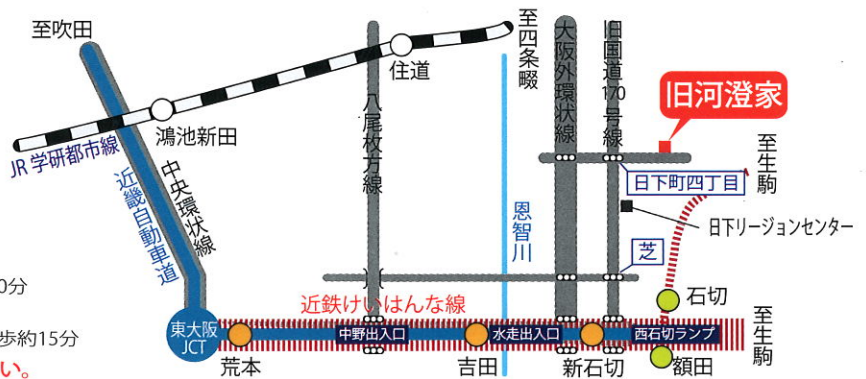 至吹田
至四条畷
大阪外環状線
旧国道170号線
住道
旧河澄家
鴻池新田
八尾枚方線
至生駒
JR学研都市線
中央環状線
近畿自動車道
日下町四丁目
恩智川
日下リージョンセンター
芝
0分
近鉄けいはんな線
石切
歩約15分
東大阪
JCT
中野出入口
水走出入口
西石切ランプ
至生駒
い。
荒本
吉田
新石切
額田